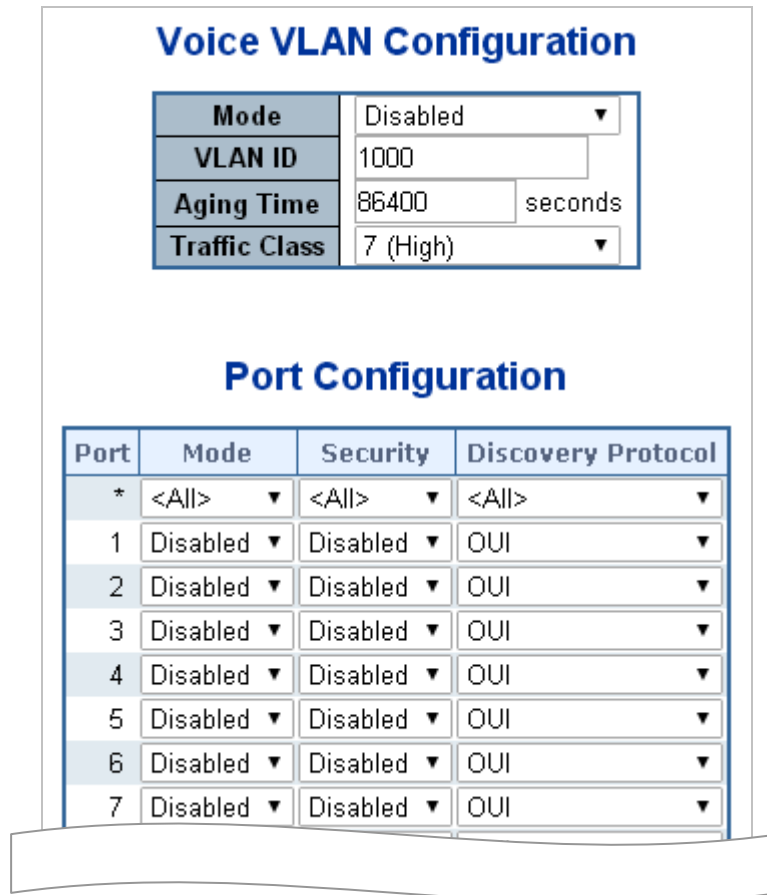 Voice VLAN Configuration
Mode Disabled
VLAN ID 1000
Aging Time 86400 seconds
Traffic Class 7 (High)
Port Configuration
Port Mode Security Discovery Protocol
* <All> <All> <All>
1 Disabled Disabled OUI
2 Disabled Disabled OUI
3 Disabled Disabled OUI
4 Disabled Disabled OUI
5 Disabled Disabled OUI
6 Disabled Disabled OUI
7 Disabled Disabled OUI